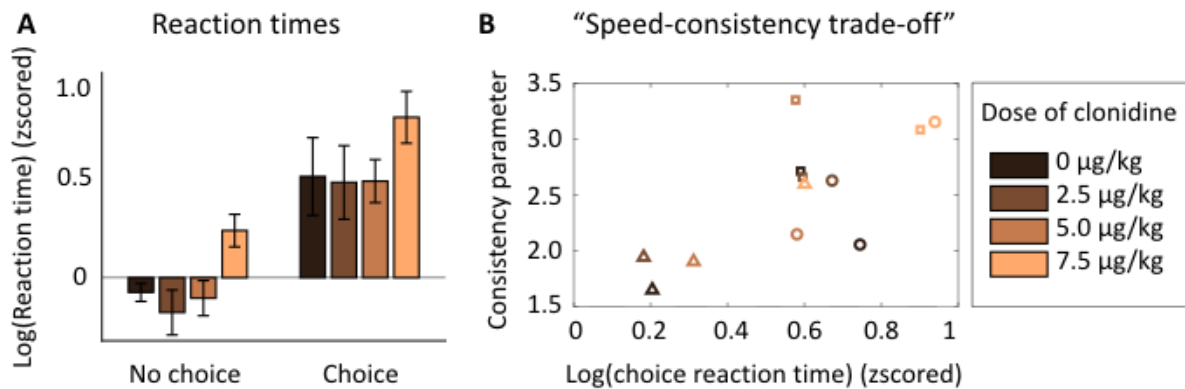 A Reaction times
Log(Reaction time) (zscored)
1.0
0.5
0
No choice Choice
B "Speed-consistency trade-off"
Consistency parameter
3.5
3.0
2.5
2.0
1.5
0 0.2 0.4 0.6 0.8 1
Log(choice reaction time) (zscored)
Dose of clonidine
0 µg/kg
2.5 µg/kg
5.0 µg/kg
7.5 µg/kg